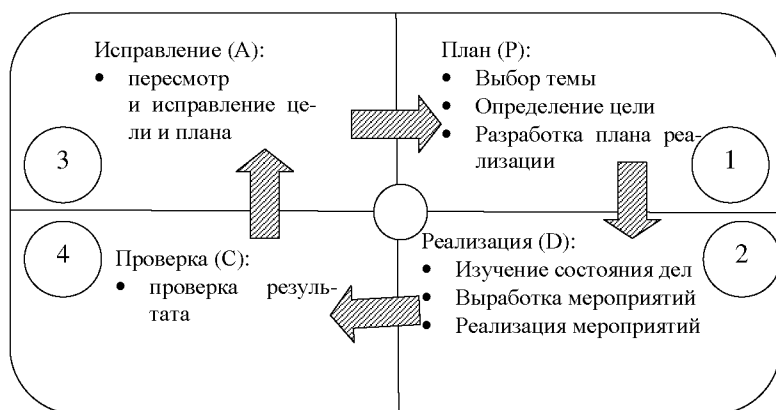 Исправление (A):
• пересмотр
и исправление це-
ли и плана
3
План (P):
• Выбор темы
• Определение цели
• Разработка плана реа-
лизации
1
4
Проверка (C):
• проверка резуль-
тата
Реализация (D):
• Изучение состояния дел
• Выработка мероприятий
• Реализация мероприятий
2